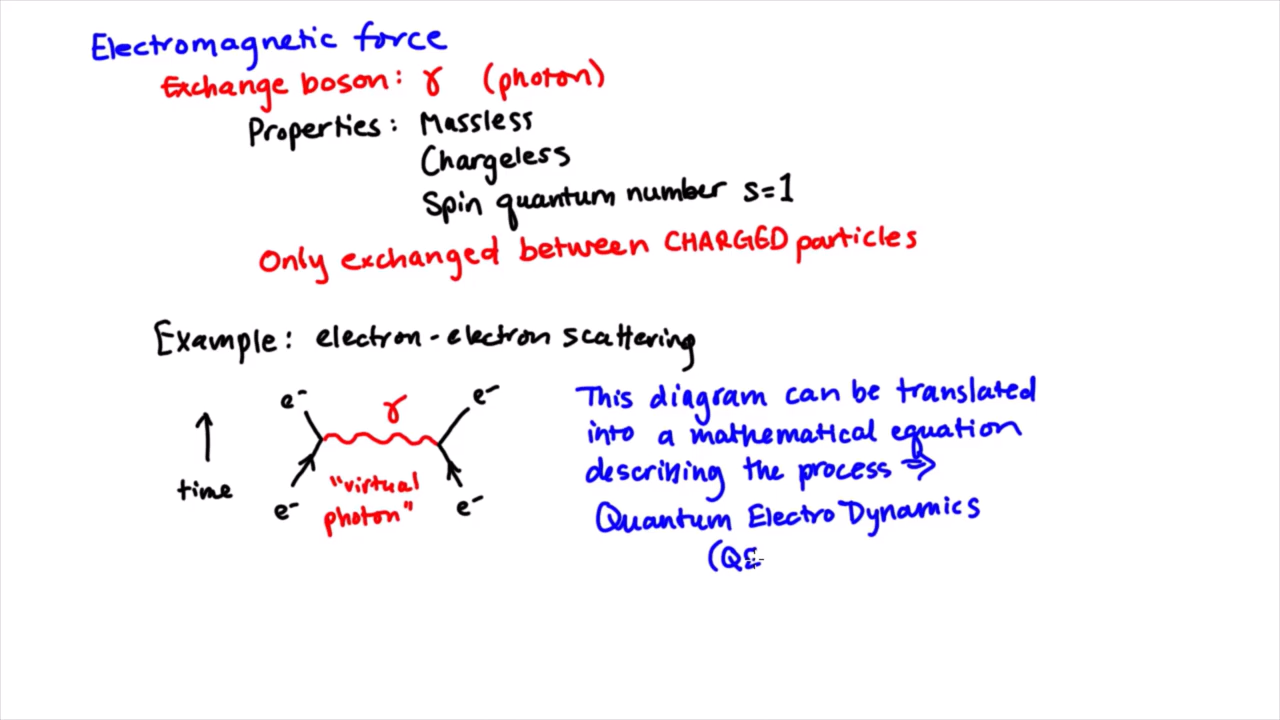 Electromagnetic force
Exchange boson: γ (photon)
Properties: Massless
Chargeless
Spin quantum number s=1
Only exchanged between CHARGED particles
Example: electron-electron scattering
e⁻ γ e⁻
time
e⁻ "virtual photon" e⁻
This diagram can be translated
into a mathematical equation
describing the process ⇒
Quantum ElectroDynamics
(QE